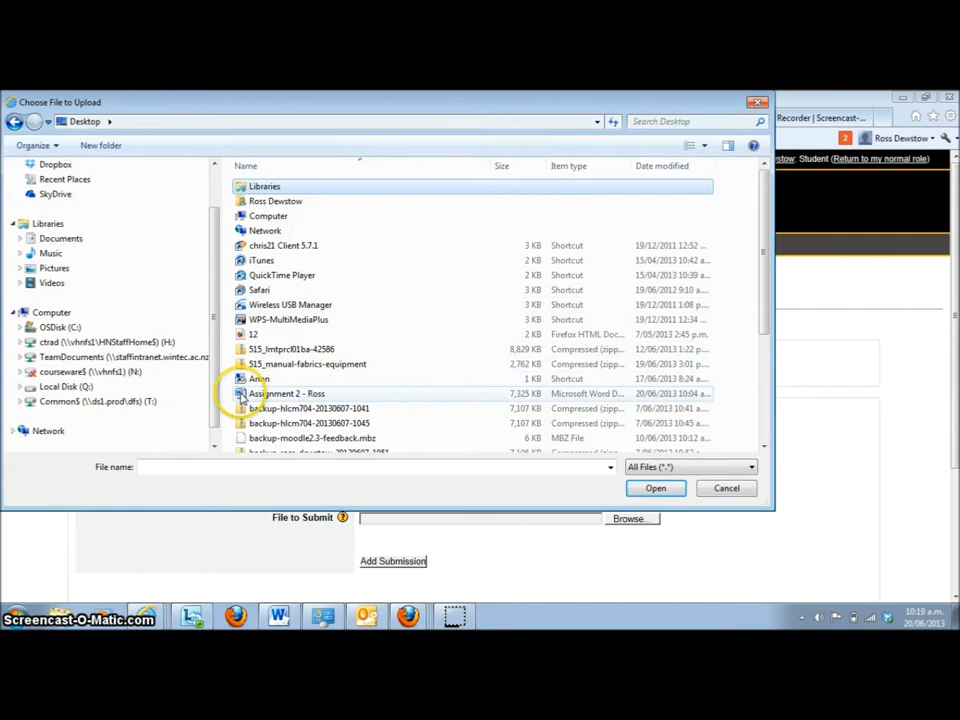 Choose File to Upload
Desktop
Search Desktop
Recorder | Screencast-...
Organize
New folder
2
Ross Dewstow
stow: Student (Return to my normal role)
Dropbox
Recent Places
SkyDrive
Libraries
Documents
Music
Pictures
Videos
Computer
OSDisk (C:)
ctrad (\\vhnfs1\HNStaffHome$) (H:)
TeamDocuments (\\staffintranet.wintec.ac.nz
courseware$ (\\vhnfs1) (N:)
Local Disk (Q:)
Common$ (\\ds1.prod\dfs) (T:)
Network
Name Size Item type Date modified
Libraries
Ross Dewstow
Computer
Network
chris21 Client 5.7.1 3 KB Shortcut 19/12/2011 12:52 ...
iTunes 2 KB Shortcut 15/04/2013 10:42 a...
QuickTime Player 2 KB Shortcut 15/04/2013 10:39 a...
Safari 2 KB Shortcut 19/06/2012 9:10 a...
Wireless USB Manager 2 KB Shortcut 19/12/2011 1:08 p...
WPS-MultiMediaPlus 3 KB Shortcut 19/12/2011 12:34 ...
12 2 KB Firefox HTML Doc... 7/05/2013 2:45 p.m.
515_lmtprcl01ba-42586 8,829 KB Compressed (zipp... 12/06/2013 1:22 p...
515_manual-fabrics-equipment 2,762 KB Compressed (zipp... 12/06/2013 1:24 p...
1 KB Shortcut 17/06/2013 8:24 a...
Assignment 2 - Ross 7,325 KB Microsoft Word D... 20/06/2013 10:04 a...
backup-hlcm704-20130607-1041 7,107 KB Compressed (zipp... 7/06/2013 10:41 a...
backup-hlcm704-20130607-1045 7,107 KB Compressed (zipp... 7/06/2013 10:45 a...
backup-moodle2.3-feedback.mbz 6 KB MBZ File 10/06/2013 10:12 a...
File name:
All Files (*.*)
Open
Cancel
File to Submit
Browse...
Add Submission
Screencast-O-Matic.com
10:19 a.m.
20/06/2013